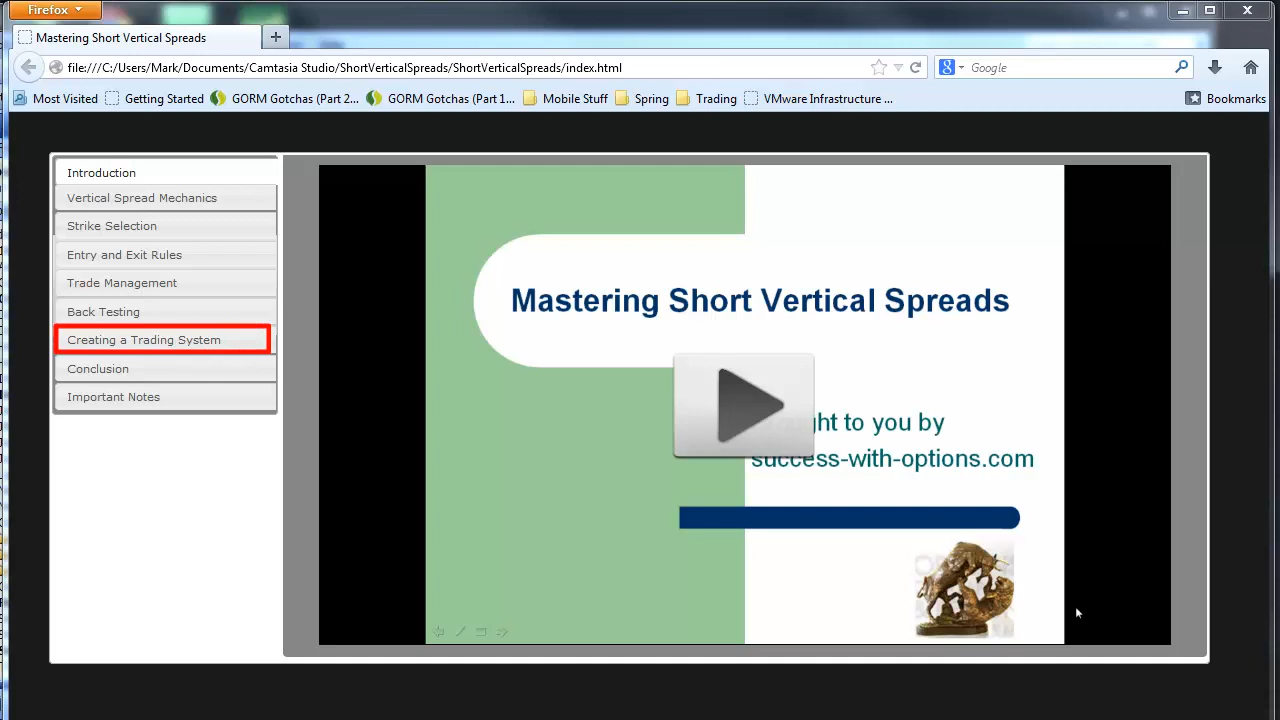 Firefox
Mastering Short Vertical Spreads
file:///C:/Users/Mark/Documents/Camtasia Studio/ShortVerticalSpreads/ShortVerticalSpreads/index.html
Google
Most Visited
Getting Started
GORM Gotchas (Part 2...
GORM Gotchas (Part 1...
Mobile Stuff
Spring
Trading
VMware Infrastructure ...
Bookmarks
Introduction
Vertical Spread Mechanics
Strike Selection
Entry and Exit Rules
Trade Management
Back Testing
Creating a Trading System
Conclusion
Important Notes
Mastering Short Vertical Spreads
to you by
success-with-options.com